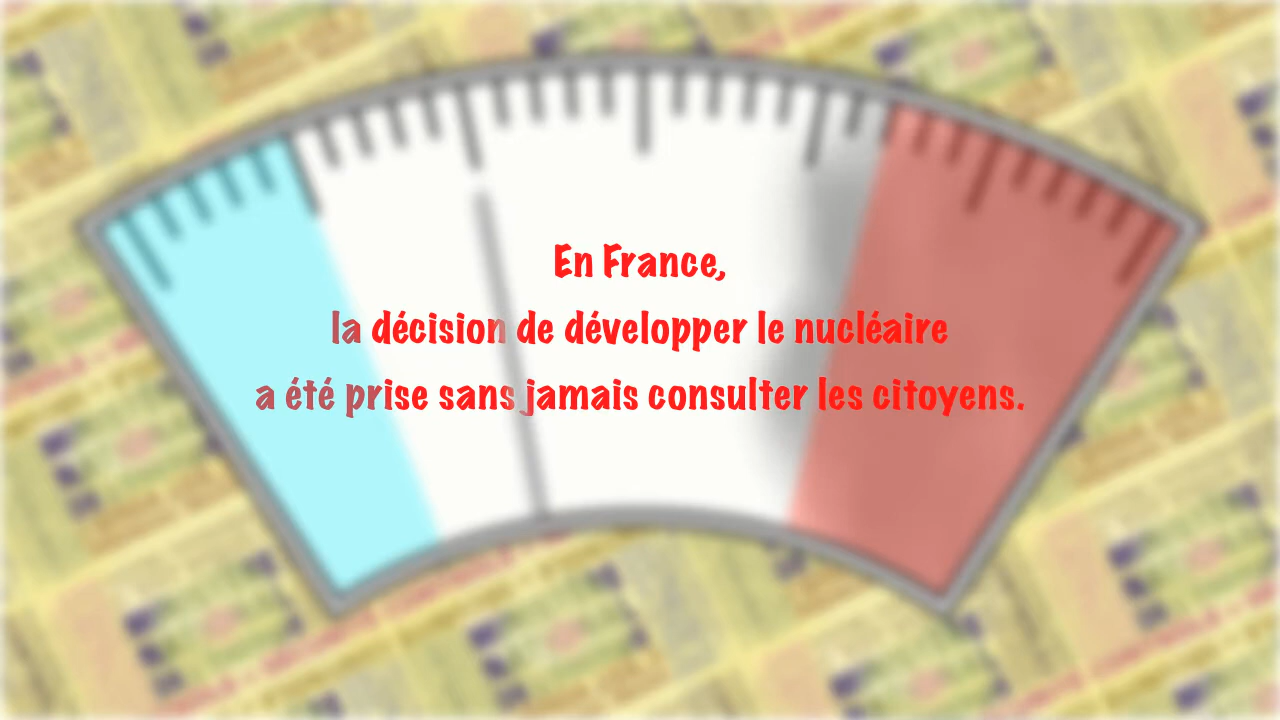 En France,
la décision de développer le nucléaire
a été prise sans jamais consulter les citoyens.